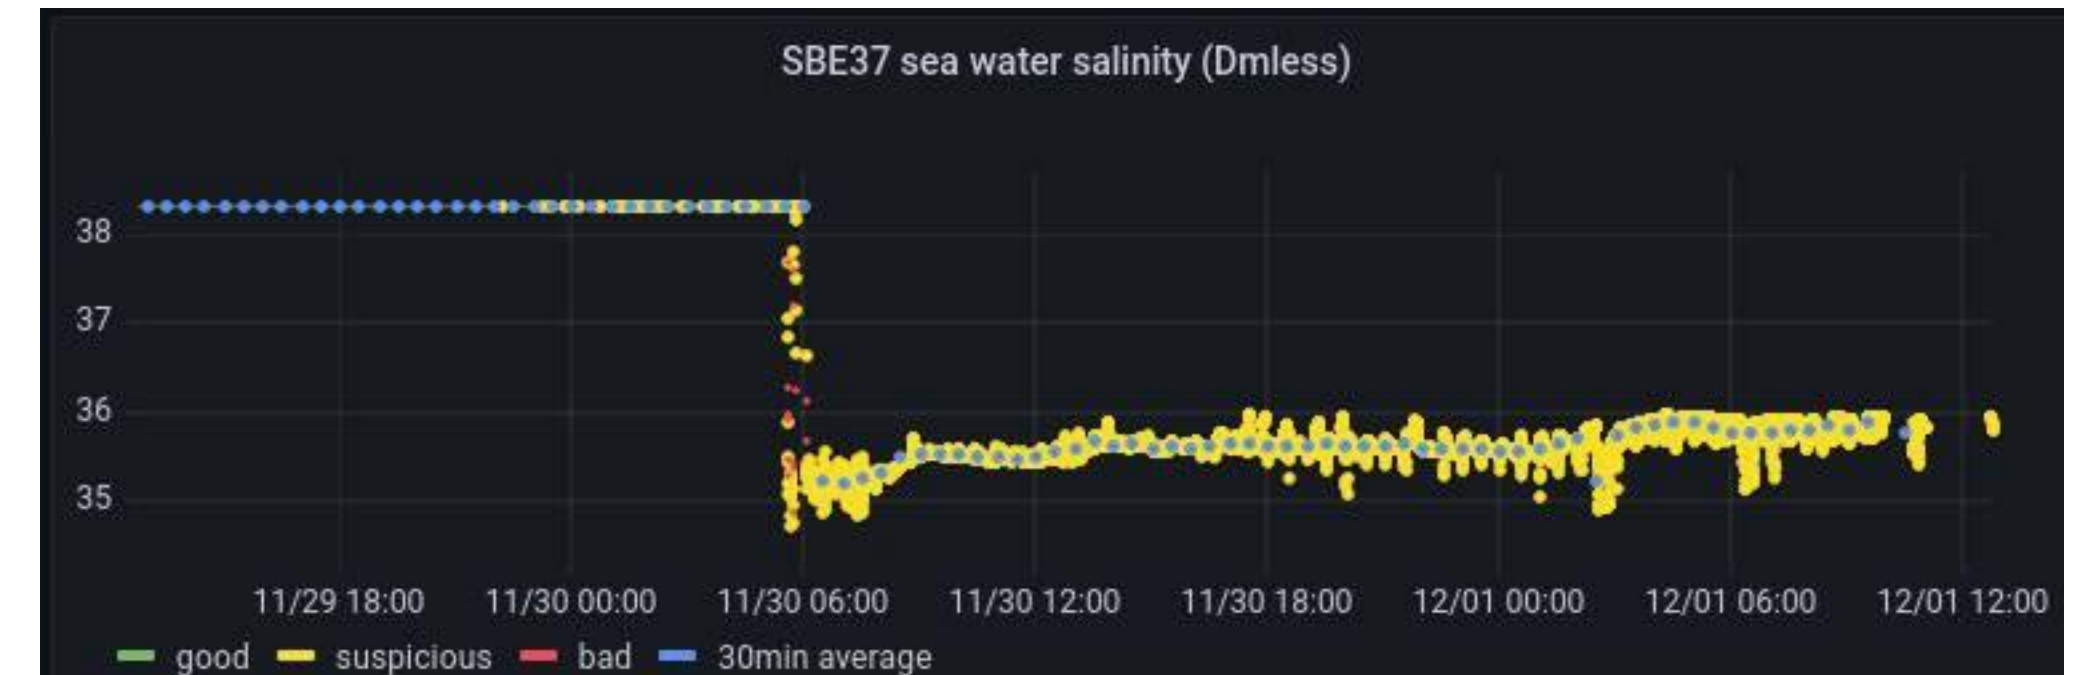 SBE37 sea water salinity (Dmless)
38
37
36
35
11/29 18:00 11/30 00:00 11/30 06:00 11/30 12:00 11/30 18:00 12/01 00:00 12/01 06:00 12/01 12:00
good suspicious bad 30min average